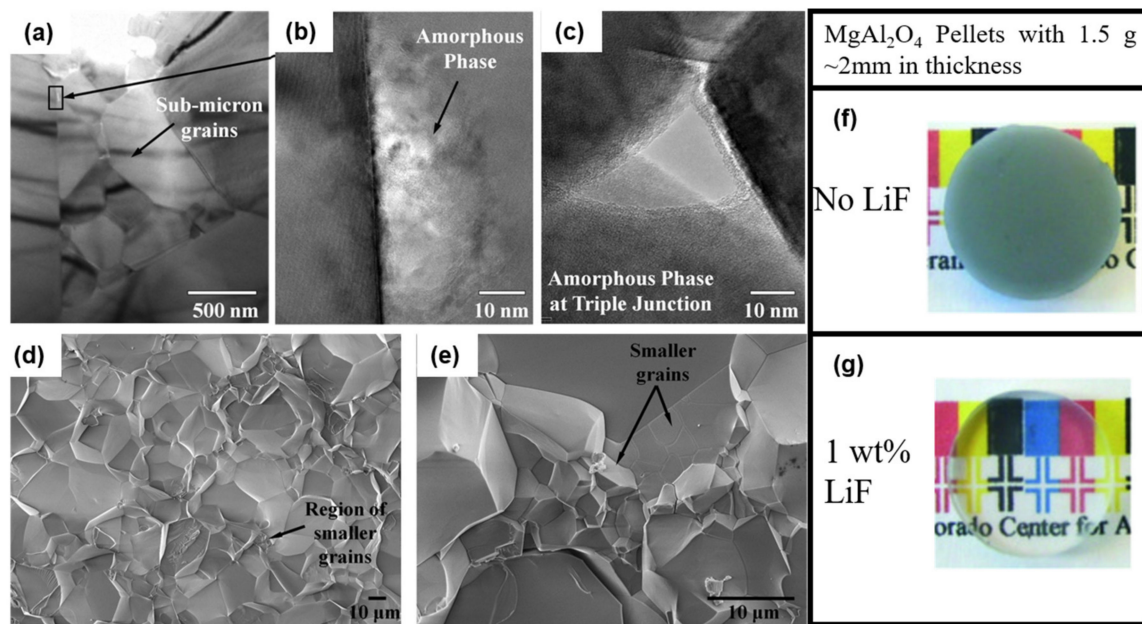 (a)
Sub-micron
grains
500 nm
(b)
Amorphous
Phase
10 nm
(c)
Amorphous Phase
at Triple Junction
10 nm
(d)
Region of
smaller
grains
10 μm
(e)
Smaller
grains
10 μm
MgAl₂O₄ Pellets with 1.5 g
~2mm in thickness
(f)
No LiF
(g)
1 wt%
LiF
orado Center for A